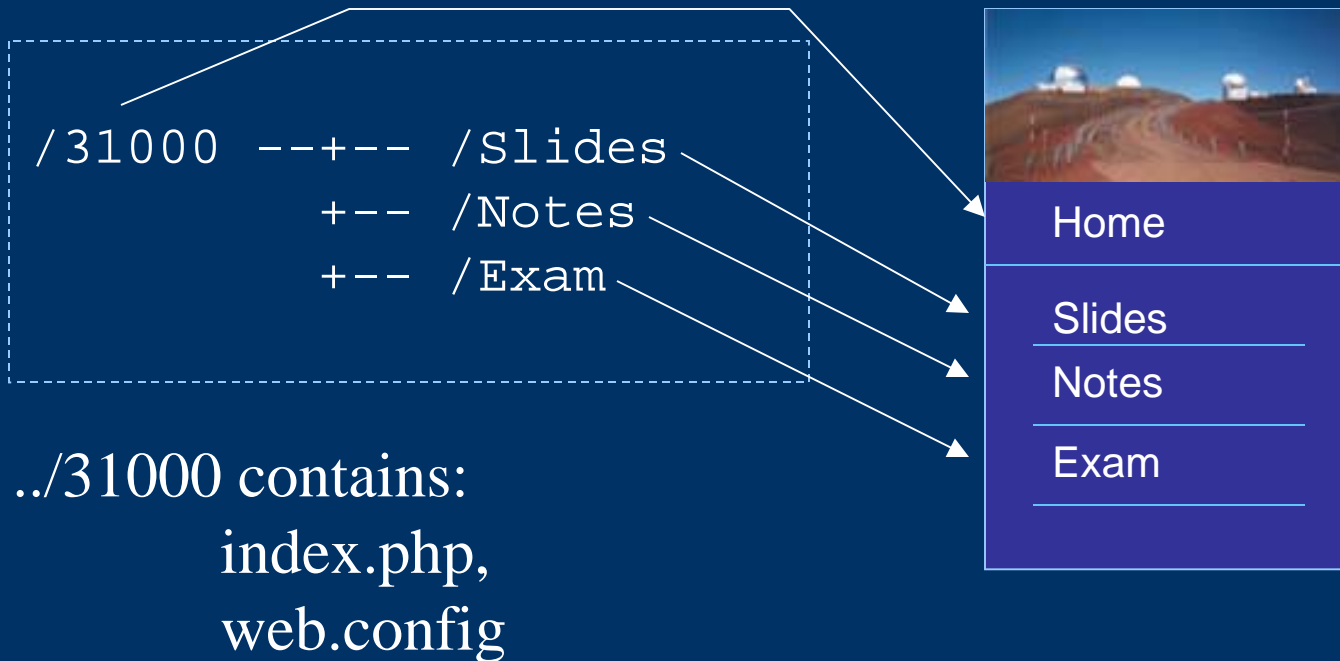 /31000 --+-- /Slides
+-- /Notes
+-- /Exam
../31000 contains:
index.php,
web.config
Home
Slides
Notes
Exam